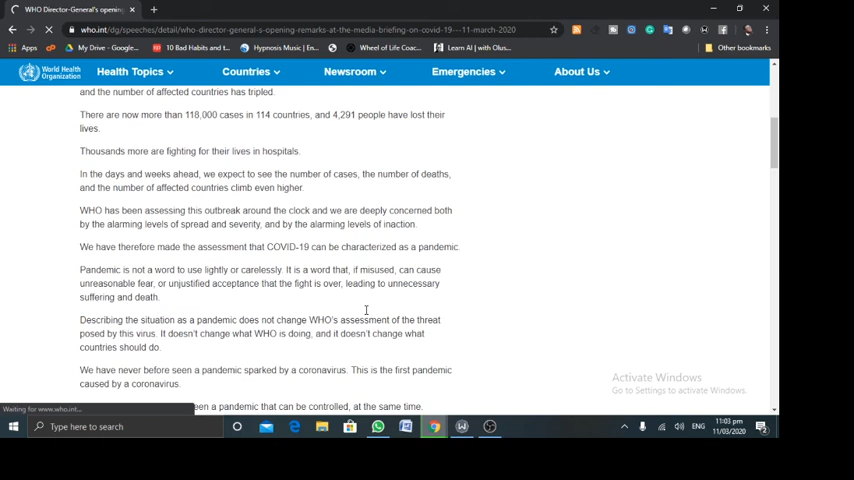 WHO Director-General's opening
who.int/dg/speeches/detail/who-director-general-s-opening-remarks-at-the-media-briefing-on-covid-19---11-march-2020
Apps
My Drive - Google...
10 Bad Habits and t...
Hypnosis Music | En...
Wheel of Life Coac...
Learn AI | with Olus...
Other bookmarks
World Health Organization
Health Topics
Countries
Newsroom
Emergencies
About Us
and the number of affected countries has tripled.
There are now more than 118,000 cases in 114 countries, and 4,291 people have lost their
lives.
Thousands more are fighting for their lives in hospitals.
In the days and weeks ahead, we expect to see the number of cases, the number of deaths,
and the number of affected countries climb even higher.
WHO has been assessing this outbreak around the clock and we are deeply concerned both
by the alarming levels of spread and severity, and by the alarming levels of inaction.
We have therefore made the assessment that COVID-19 can be characterized as a pandemic.
Pandemic is not a word to use lightly or carelessly. It is a word that, if misused, can cause
unreasonable fear, or unjustified acceptance that the fight is over, leading to unnecessary
suffering and death.
Describing the situation as a pandemic does not change WHO's assessment of the threat
posed by this virus. It doesn't change what WHO is doing, and it doesn't change what
countries should do.
We have never before seen a pandemic sparked by a coronavirus. This is the first pandemic
caused by a coronavirus.
een a pandemic that can be controlled, at the same time.
Activate Windows
Go to Settings to activate Windows.
Waiting for www.who.int...
Type here to search
ENG
11:03 pm
11/03/2020
2